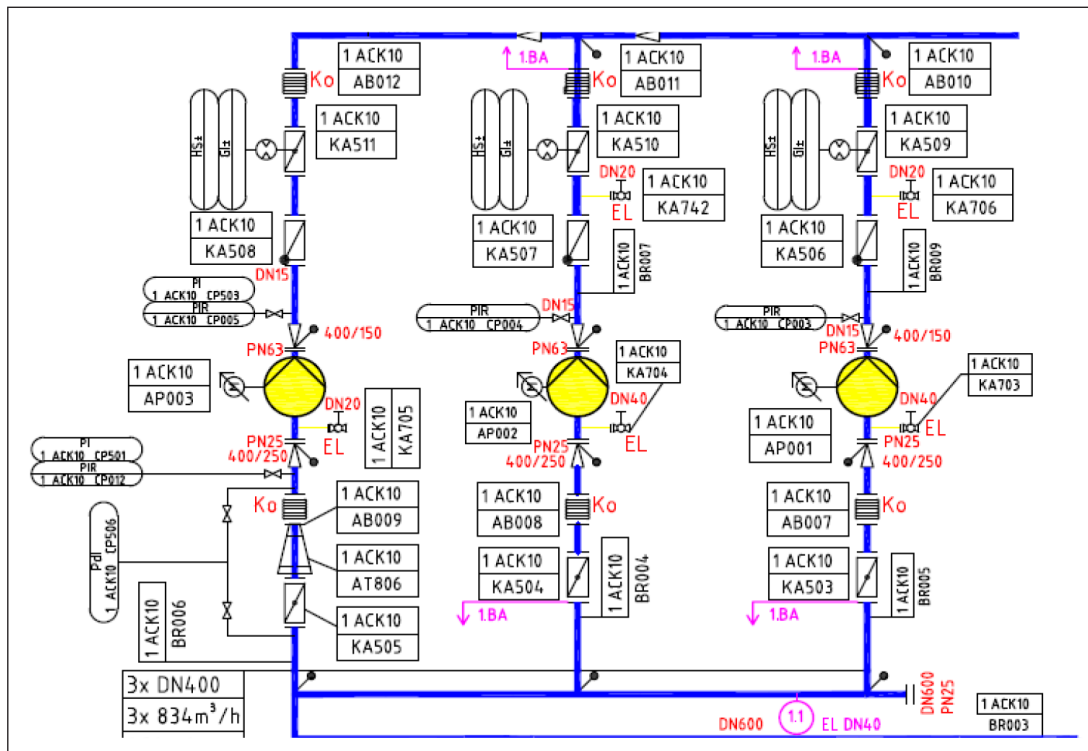 1 ACK10
AB012
Ko
1.BA
1 ACK10
AB011
Ko
1.BA
1 ACK10
AB010
Ko
HS±
GI±
1 ACK10
KA511
HS±
GI±
1 ACK10
KA510
HS±
GI±
1 ACK10
KA509
DN20
EL
1 ACK10
KA742
DN20
EL
1 ACK10
KA706
1 ACK10
KA508
1 ACK10
KA507
1 ACK10
BR007
1 ACK10
KA506
1 ACK10
BR009
DN15
PI
1 ACK10 CP503
PIR
1 ACK10 CP005
400/150
PN63
DN15
PIR
1 ACK10 CP004
PN63
PIR
1 ACK10 CP003
DN15
400/150
PN63
1 ACK10
AP003
DN20
EL
1 ACK10
KA705
1 ACK10
KA704
DN40
EL
1 ACK10
AP002
1 ACK10
KA703
DN40
EL
1 ACK10
AP001
PI
1 ACK10 CP501
PIR
1 ACK10 CP012
PN25
400/250
PN25
400/250
PN25
400/250
Ko
1 ACK10
AB009
1 ACK10
AB008
Ko
1 ACK10
AB007
Ko
PdI
1 ACK10 CP506
1 ACK10
AT806
1 ACK10
KA504
1 ACK10
BR004
1 ACK10
KA503
1 ACK10
BR005
1 ACK10
BR006
1 ACK10
KA505
1.BA
1.BA
3x DN400
3x 834m³/h
DN600
1.1
EL DN40
DN600
PN25
1 ACK10
BR003